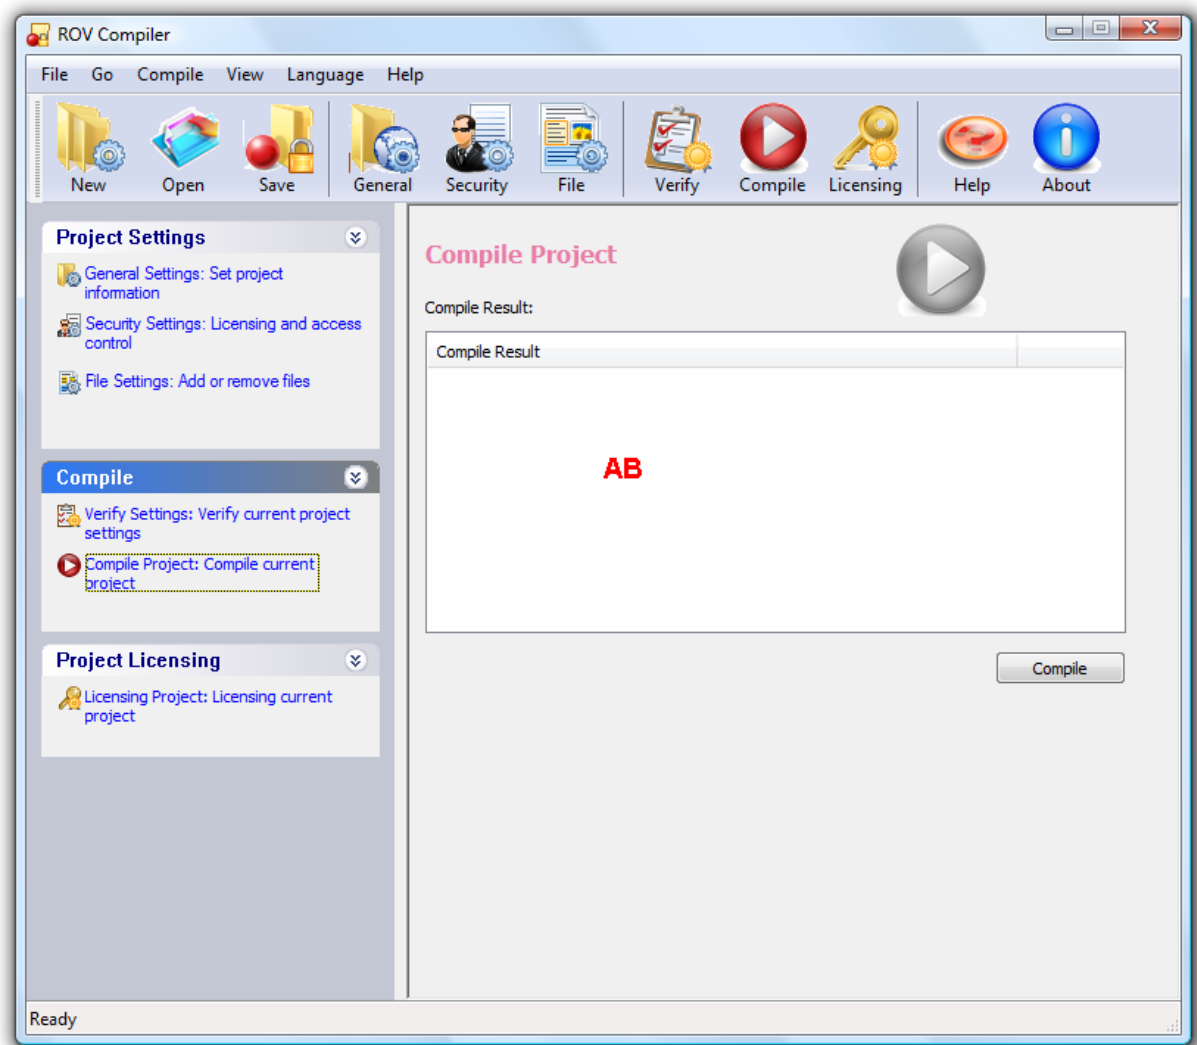 ROV Compiler
File Go Compile View Language Help
New Open Save General Security File Verify Compile Licensing Help About
Project Settings
General Settings: Set project
information
Security Settings: Licensing and access
control
File Settings: Add or remove files
Compile
Verify Settings: Verify current project
settings
Compile Project: Compile current
project
Project Licensing
Licensing Project: Licensing current
project
Compile Project
Compile Result:
Compile Result
AB
Compile
Ready